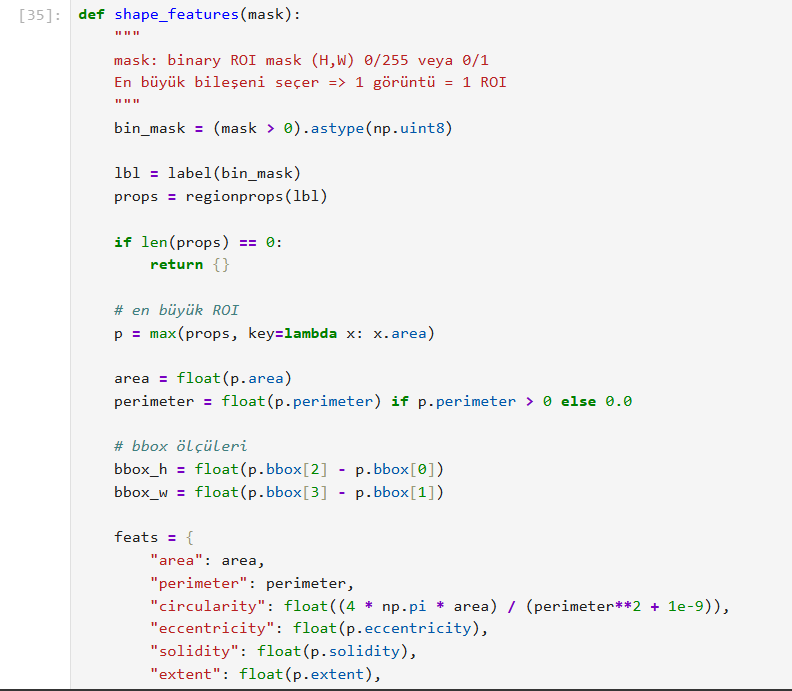 [35]: def shape_features(mask):
    """
    mask: binary ROI mask (H,W) 0/255 veya 0/1
    En büyük bileşeni seçer => 1 görüntü = 1 ROI
    """
    bin_mask = (mask > 0).astype(np.uint8)
    lbl = label(bin_mask)
    props = regionprops(lbl)
    if len(props) == 0:
        return {}
    # en büyük ROI
    p = max(props, key=lambda x: x.area)
    area = float(p.area)
    perimeter = float(p.perimeter) if p.perimeter > 0 else 0.0
    # bbox ölçüleri
    bbox_h = float(p.bbox[2] - p.bbox[0])
    bbox_w = float(p.bbox[3] - p.bbox[1])
    feats = {
        "area": area,
        "perimeter": perimeter,
        "circularity": float((4 * np.pi * area) / (perimeter**2 + 1e-9)),
        "eccentricity": float(p.eccentricity),
        "solidity": float(p.solidity),
        "extent": float(p.extent),